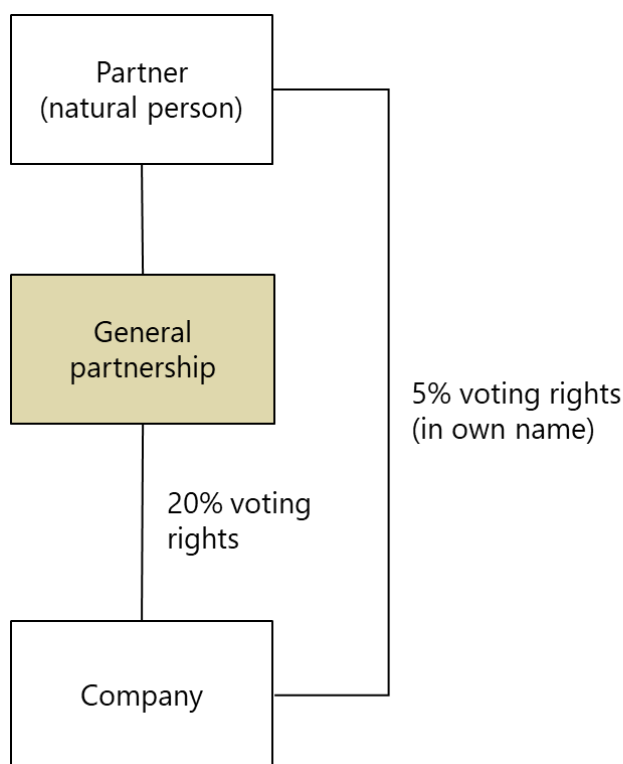 Partner
(natural person)
General
partnership
5% voting rights
(in own name)
20% voting
rights
Company